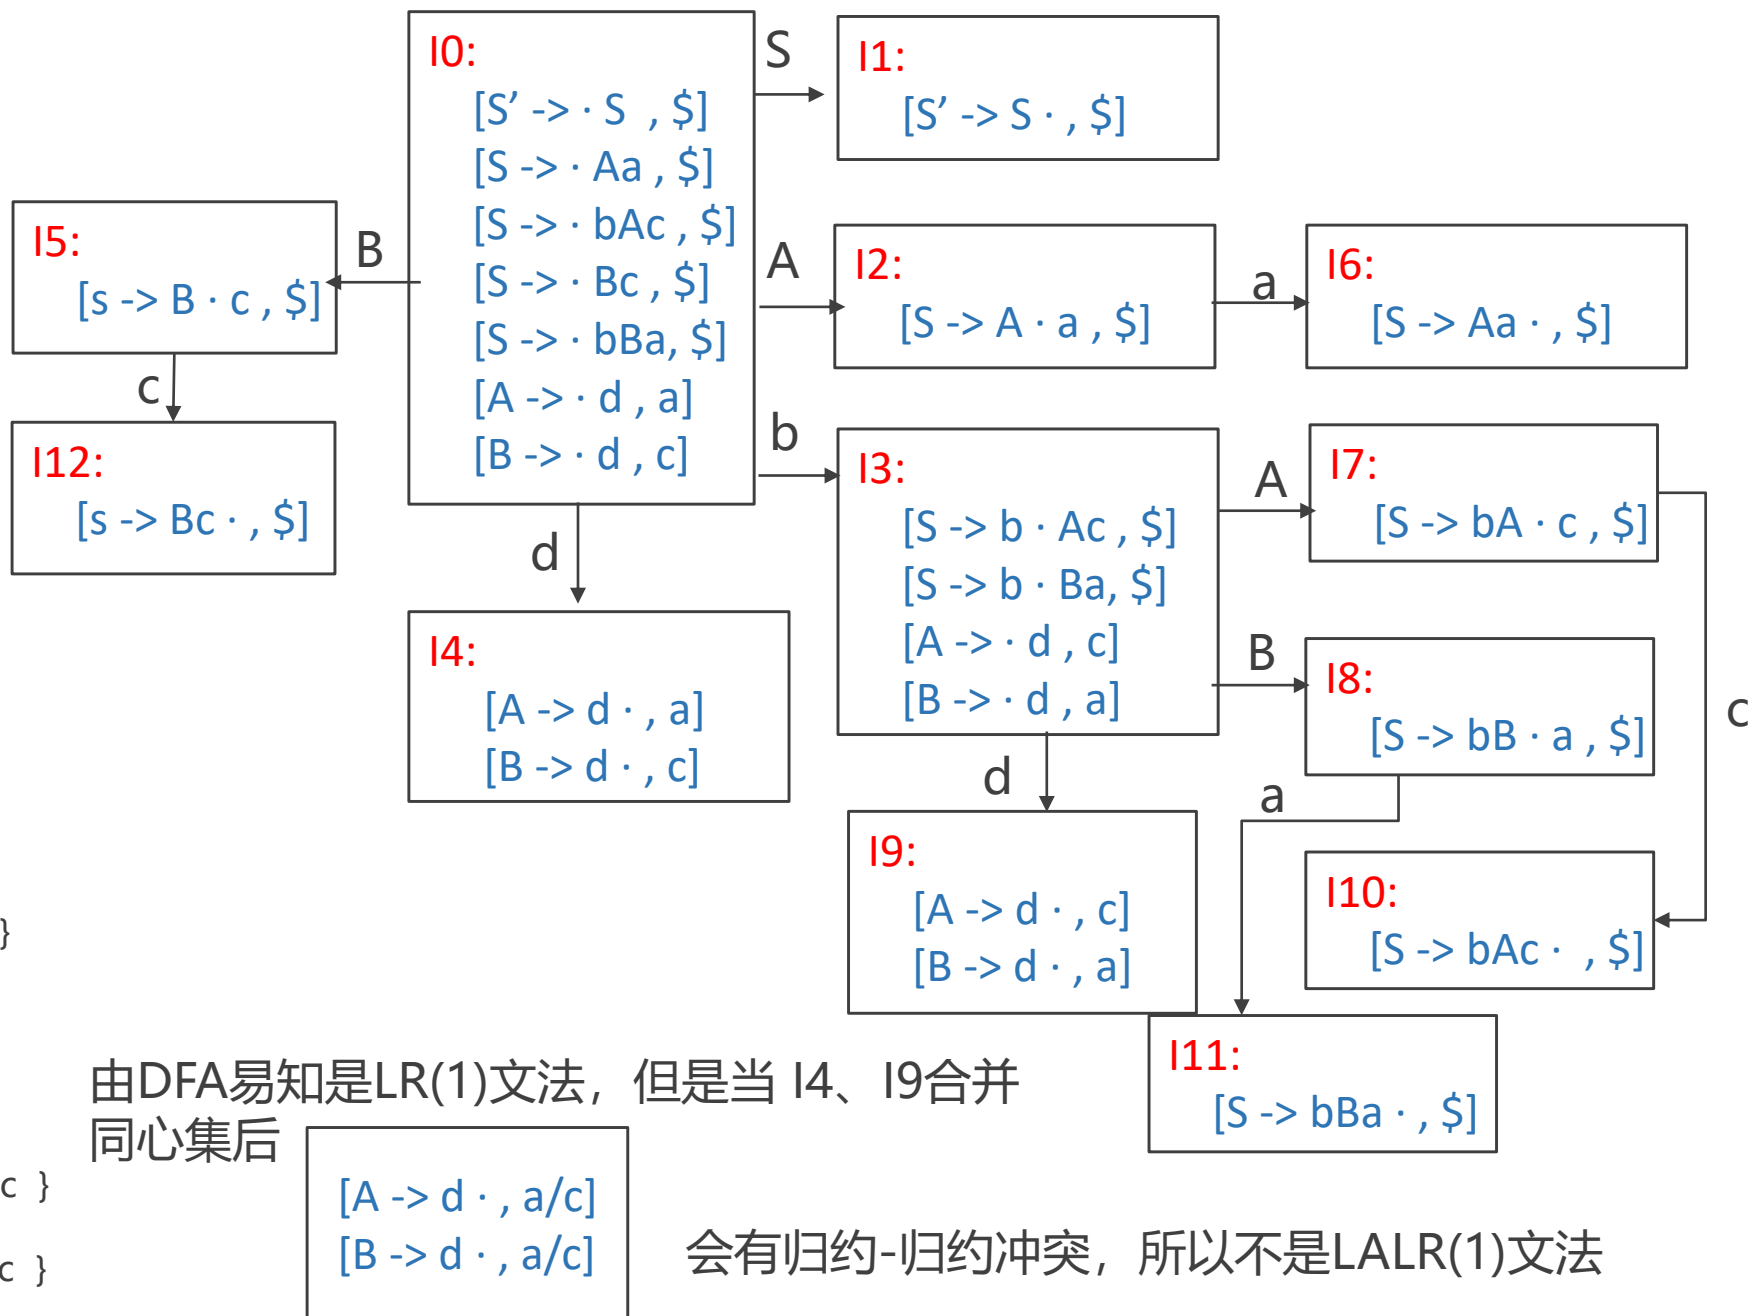 I0:
[S’ -> · S , $]
[S -> · Aa , $]
[S -> · bAc , $]
[S -> · Bc , $]
[S -> · bBa, $]
[A -> · d , a]
[B -> · d , c]
S
I1:
[S’ -> S · , $]
B
I5:
[s -> B · c , $]
c
I12:
[s -> Bc · , $]
A
I2:
[S -> A · a , $]
a
I6:
[S -> Aa · , $]
b
I3:
[S -> b · Ac , $]
[S -> b · Ba, $]
[A -> · d , c]
[B -> · d , a]
A
I7:
[S -> bA · c , $]
d
I4:
[A -> d · , a]
[B -> d · , c]
B
I8:
[S -> bB · a , $]
c
d
I9:
[A -> d · , c]
[B -> d · , a]
a
I10:
[S -> bAc · , $]
I11:
[S -> bBa · , $]
}
由DFA易知是LR(1)文法，但是当 I4、I9合并
同心集后
c }
c }
[A -> d · , a/c]
[B -> d · , a/c]
会有归约-归约冲突，所以不是LALR(1)文法